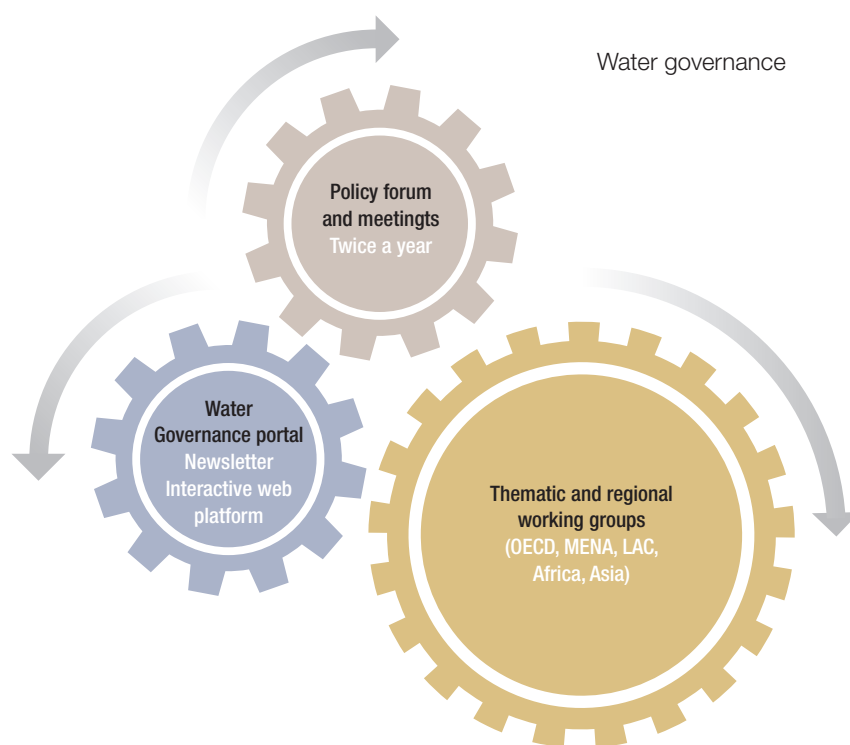 Water governance
Policy forum
and meetingts
Twice a year
Water
Governance portal
Newsletter
Interactive web
platform
Thematic and regional
working groups
(OECD, MENA, LAC,
Africa, Asia)